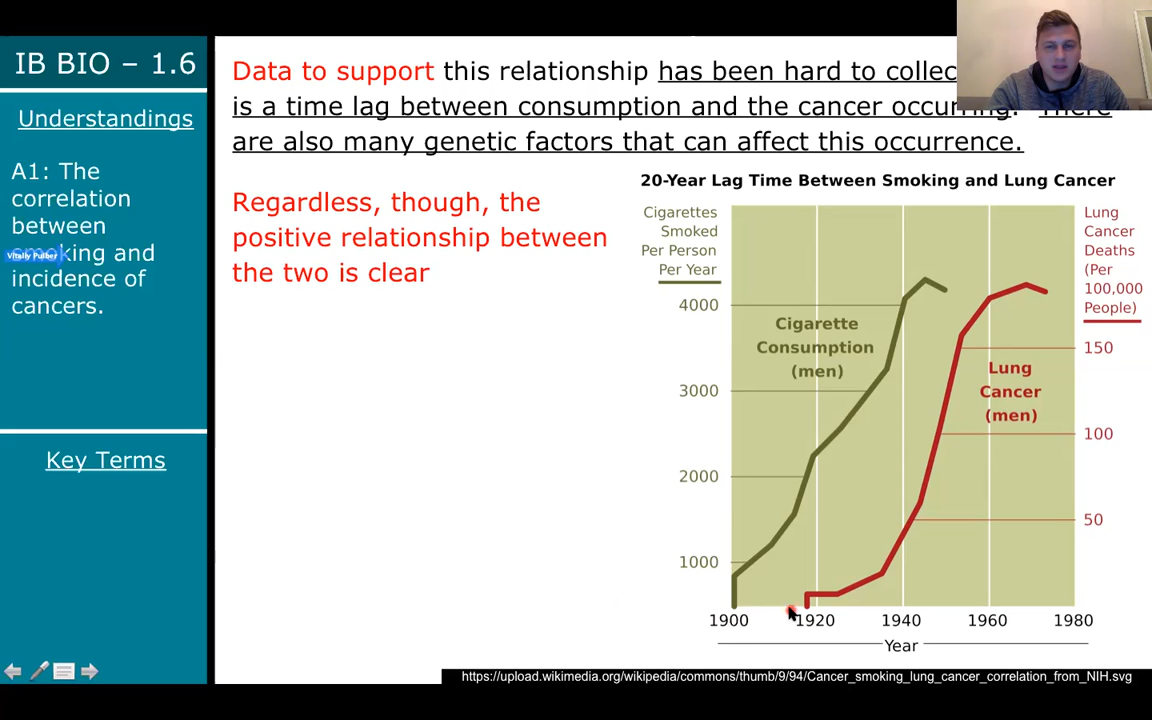 IB BIO – 1.6
Understandings
A1: The
correlation
between
smoking and
incidence of
cancers.
Vitaliy Pulber
Key Terms
Data to support this relationship has been hard to collec
is a time lag between consumption and the cancer occurring. There
are also many genetic factors that can affect this occurrence.
Regardless, though, the
positive relationship between
the two is clear
20-Year Lag Time Between Smoking and Lung Cancer
Cigarettes
Smoked
Per Person
Per Year
4000
3000
2000
1000
Cigarette
Consumption
(men)
Lung
Cancer
(men)
Lung
Cancer
Deaths
(Per
100,000
People)
150
100
50
1900 1920 1940 1960 1980
Year
https://upload.wikimedia.org/wikipedia/commons/thumb/9/94/Cancer_smoking_lung_cancer_correlation_from_NIH.svg